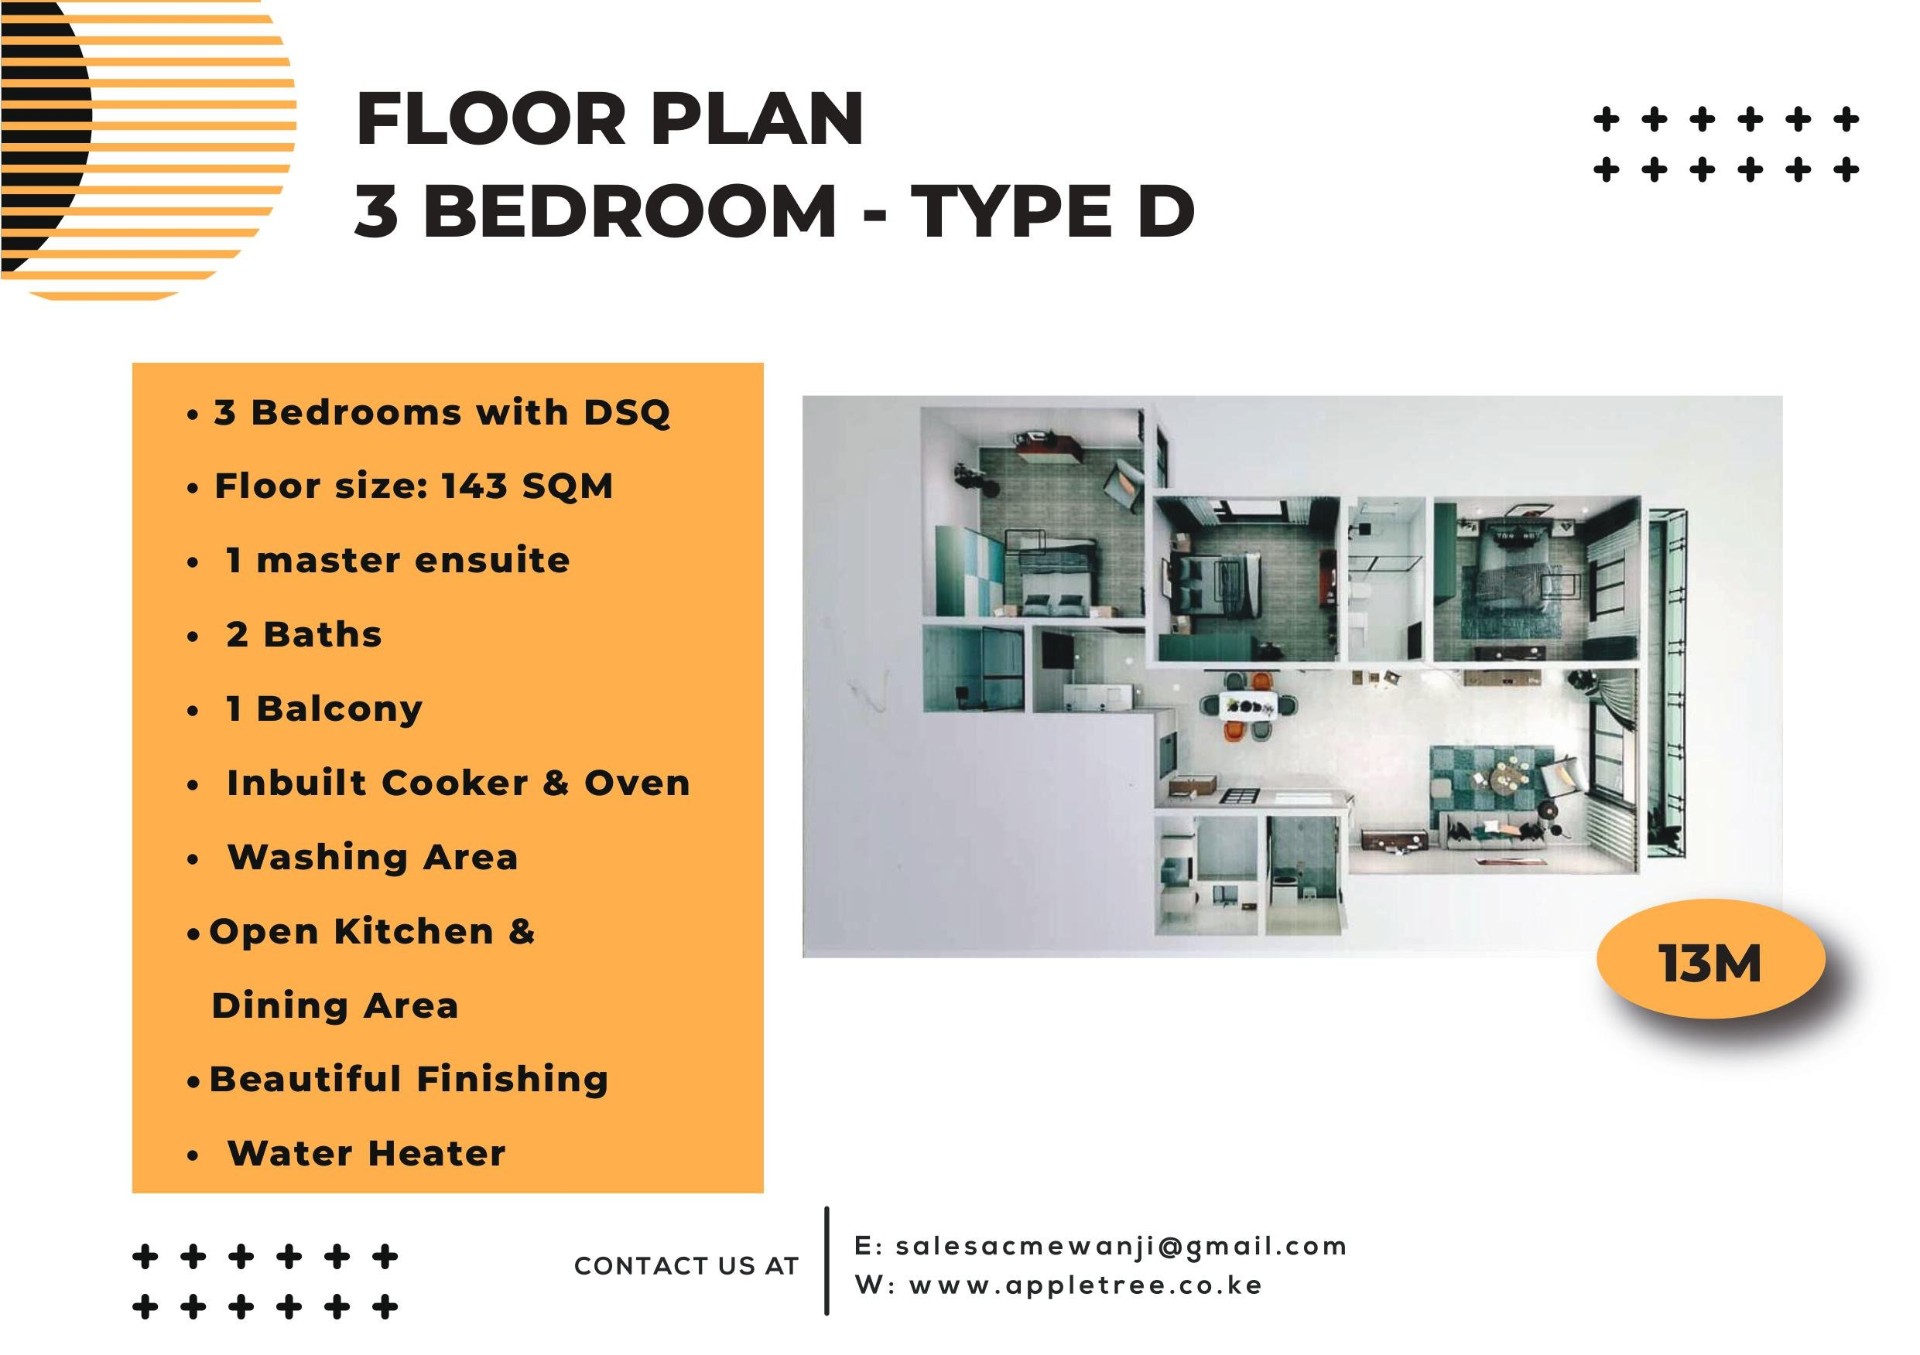 FLOOR PLAN
3 BEDROOM - TYPE D
• 3 Bedrooms with DSQ
• Floor size: 143 SQM
• 1 master ensuite
• 2 Baths
• 1 Balcony
• Inbuilt Cooker & Oven
• Washing Area
• Open Kitchen &
Dining Area
• Beautiful Finishing
• Water Heater
13M
CONTACT US AT
E: salesacmewanji@gmail.com
W: www.appletree.co.ke